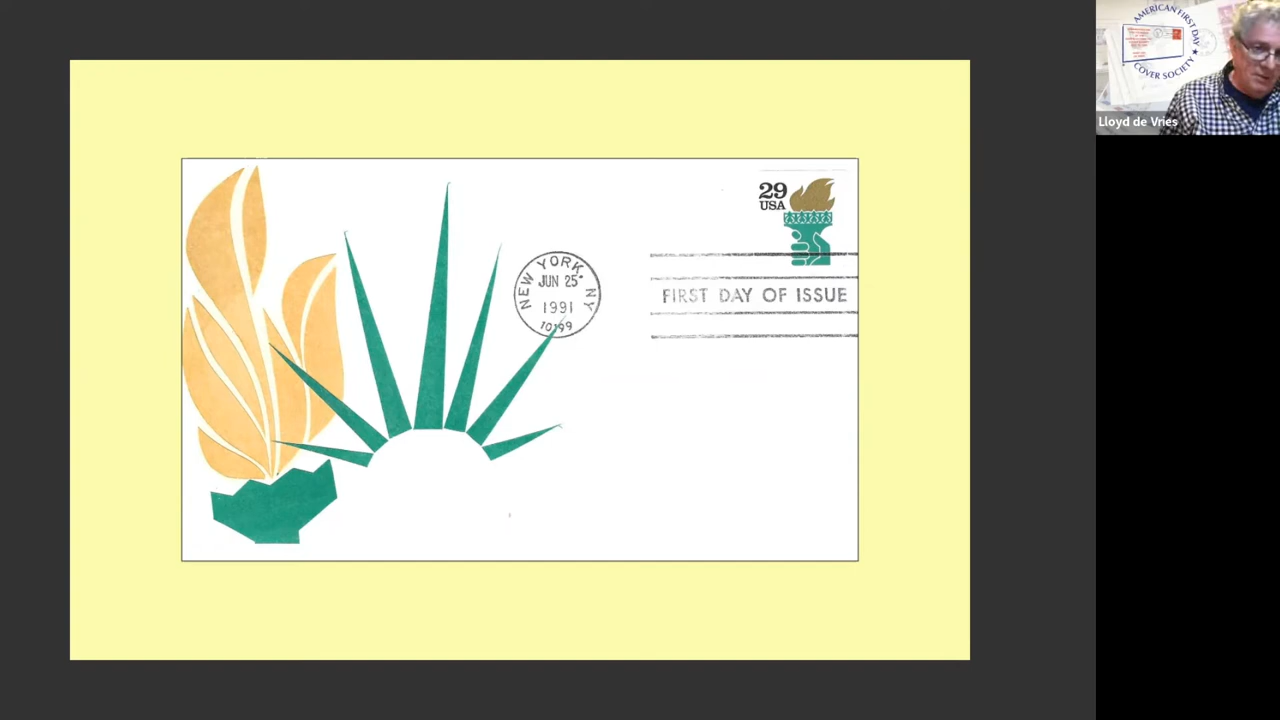 29
USA
NEW YORK, NY
JUN 25
1991
10199
FIRST DAY OF ISSUE
AMERICAN FIRST DAY
COVER SOCIETY
Lloyd de Vries